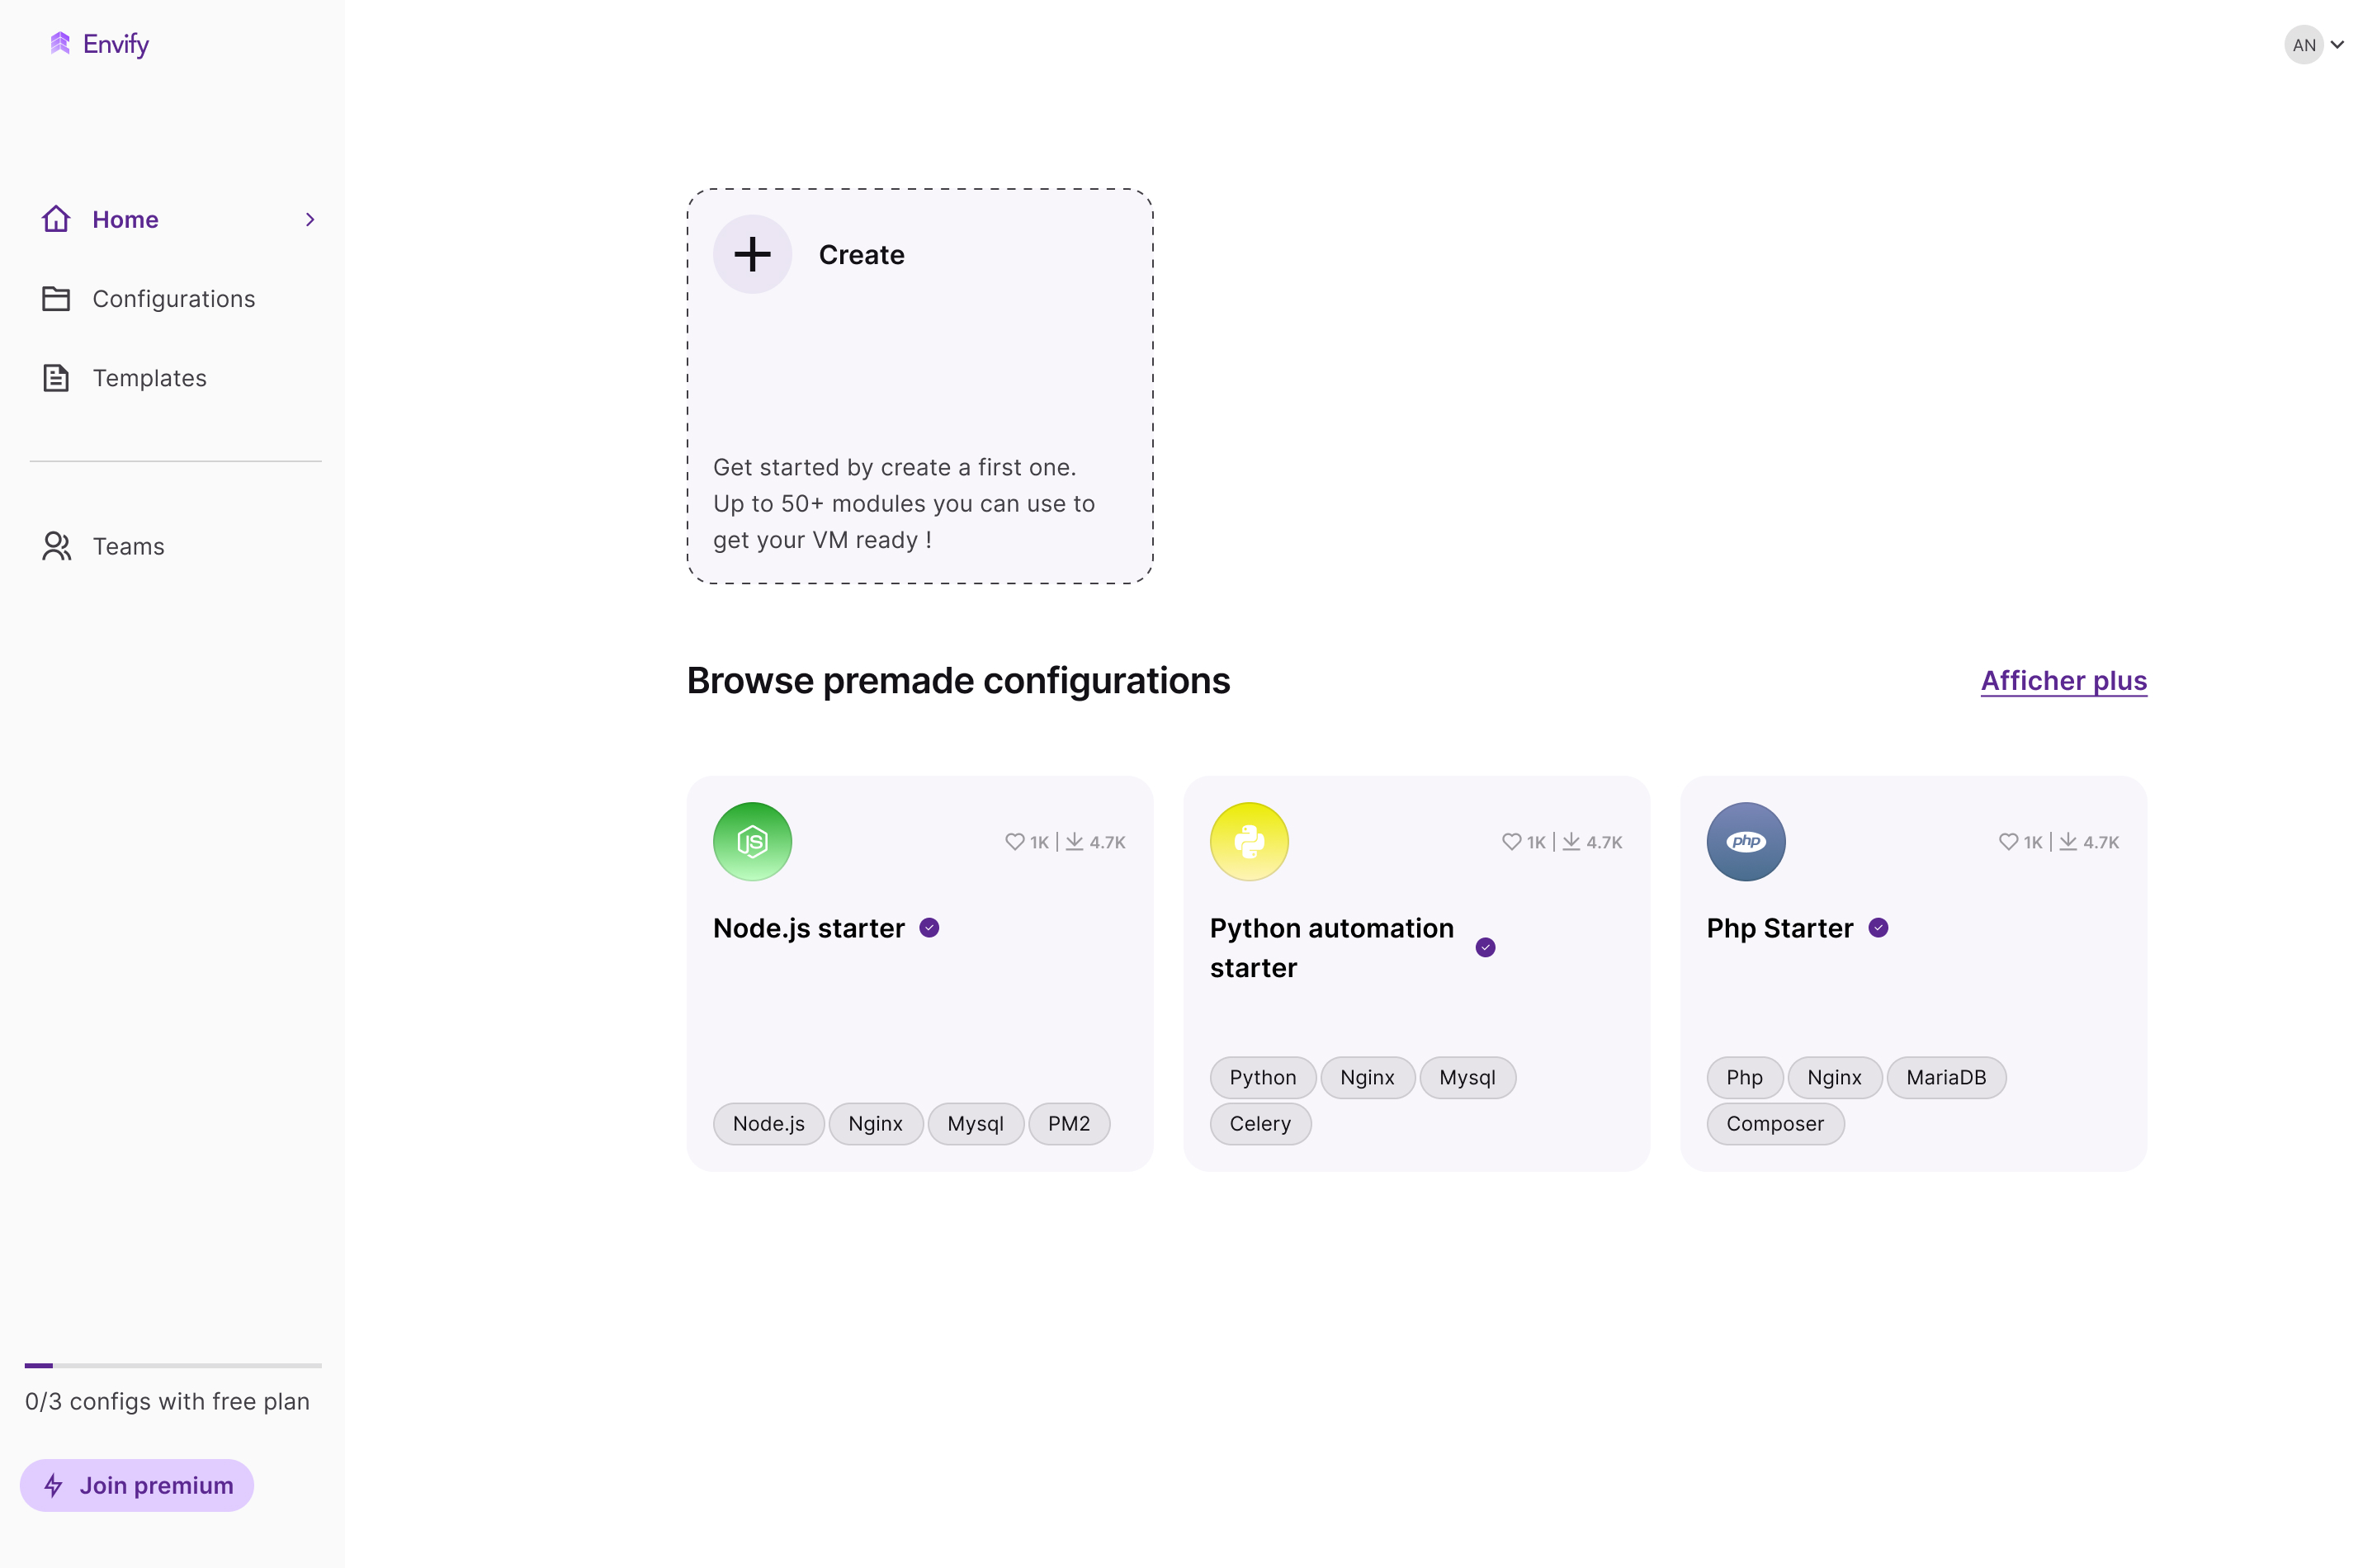 Envify
AN
Home
Configurations
Templates
Teams
0/3 configs with free plan
Join premium
Create
Get started by create a first one.
Up to 50+ modules you can use to
get your VM ready !
Browse premade configurations
Afficher plus
JS
1K | 4.7K
Node.js starter
Node.js Nginx Mysql PM2
1K | 4.7K
Python automation
starter
Python Nginx Mysql
Celery
php
1K | 4.7K
Php Starter
Php Nginx MariaDB
Composer